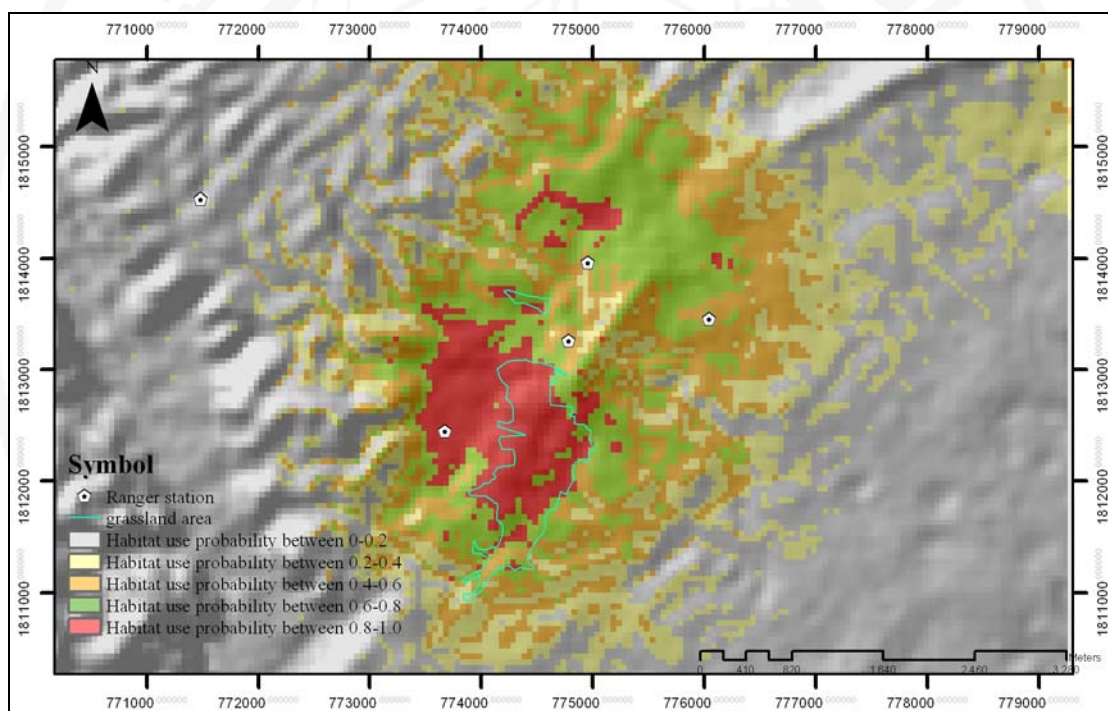 771000 772000 773000 774000 775000 776000 777000 778000 779000
N
1815000 1815000
1814000 1814000
1813000 1813000
1812000 1812000
1811000 1811000
Symbol
Ranger station
grassland area
Habitat use probability between 0-0.2
0.2-0.4
Habitat use probability between 0.4-0.6
Habitat use probability between 0.6-0.8
Habitat use probability between 0.8-1.0
Meters
0 410 820 1,640 2,460 3,280
771000 772000 773000 774000 775000 776000 777000 778000 779000